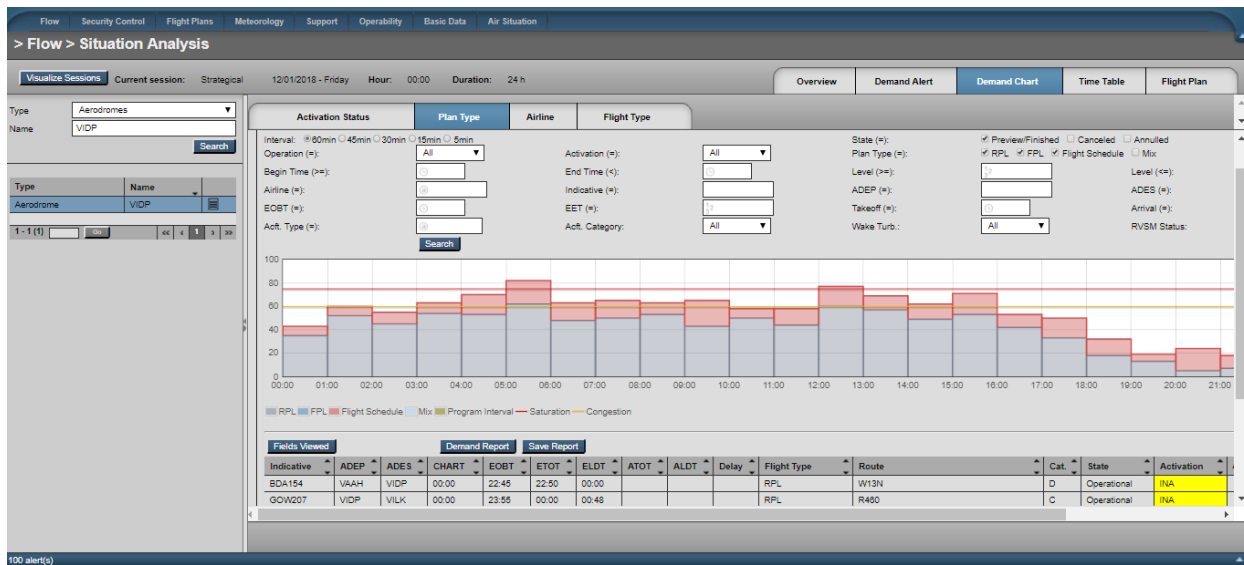 Flow Security Control Flight Plans Meteorology Support Operability Basic Data Air Situation
> Flow > Situation Analysis
Visualize Sessions Current session: Strategical 12/01/2018 - Friday Hour: 00:00 Duration: 24 h Overview Demand Alert Demand Chart Time Table Flight Plan
Type Aerodromes
Name VIDP
Search
Type Name
Aerodrome VIDP
1 - 1 (1) Go << < 1 > >>
Activation Status Plan Type Airline Flight Type
Interval: 60min 45min 30min 15min 5min State (=): Preview/Finished Canceled Annulled
Operation (=): All Activation (=): All Plan Type (=): RPL FPL Flight Schedule Mix
Begin Time (>=): End Time (<): Level (>=): Level (<=):
Airline (=): Indicative (=): ADEP (=): ADES (=):
EOBT (=): EET (=): Takeoff (=): Arrival (=):
Acft. Type (=): Acft. Category: All Wake Turb.: All RVSM Status:
Search
100
80
60
40
20
0
00:00 01:00 02:00 03:00 04:00 05:00 06:00 07:00 08:00 09:00 10:00 11:00 12:00 13:00 14:00 15:00 16:00 17:00 18:00 19:00 20:00 21:00
RPL FPL Flight Schedule Mix Program Interval Saturation Congestion
Fields Viewed Demand Report Save Report
Indicative ADEP ADES CHART EOBT ETOT ELDT ATOT ALDT Delay Flight Type Route Cat. State Activation
BDA154 VAAH VIDP 00:00 22:45 22:50 00:00 RPL W13N D Operational INA
GOW207 VIDP VILK 00:00 23:55 00:00 00:48 RPL R460 C Operational INA
100 alert(s)